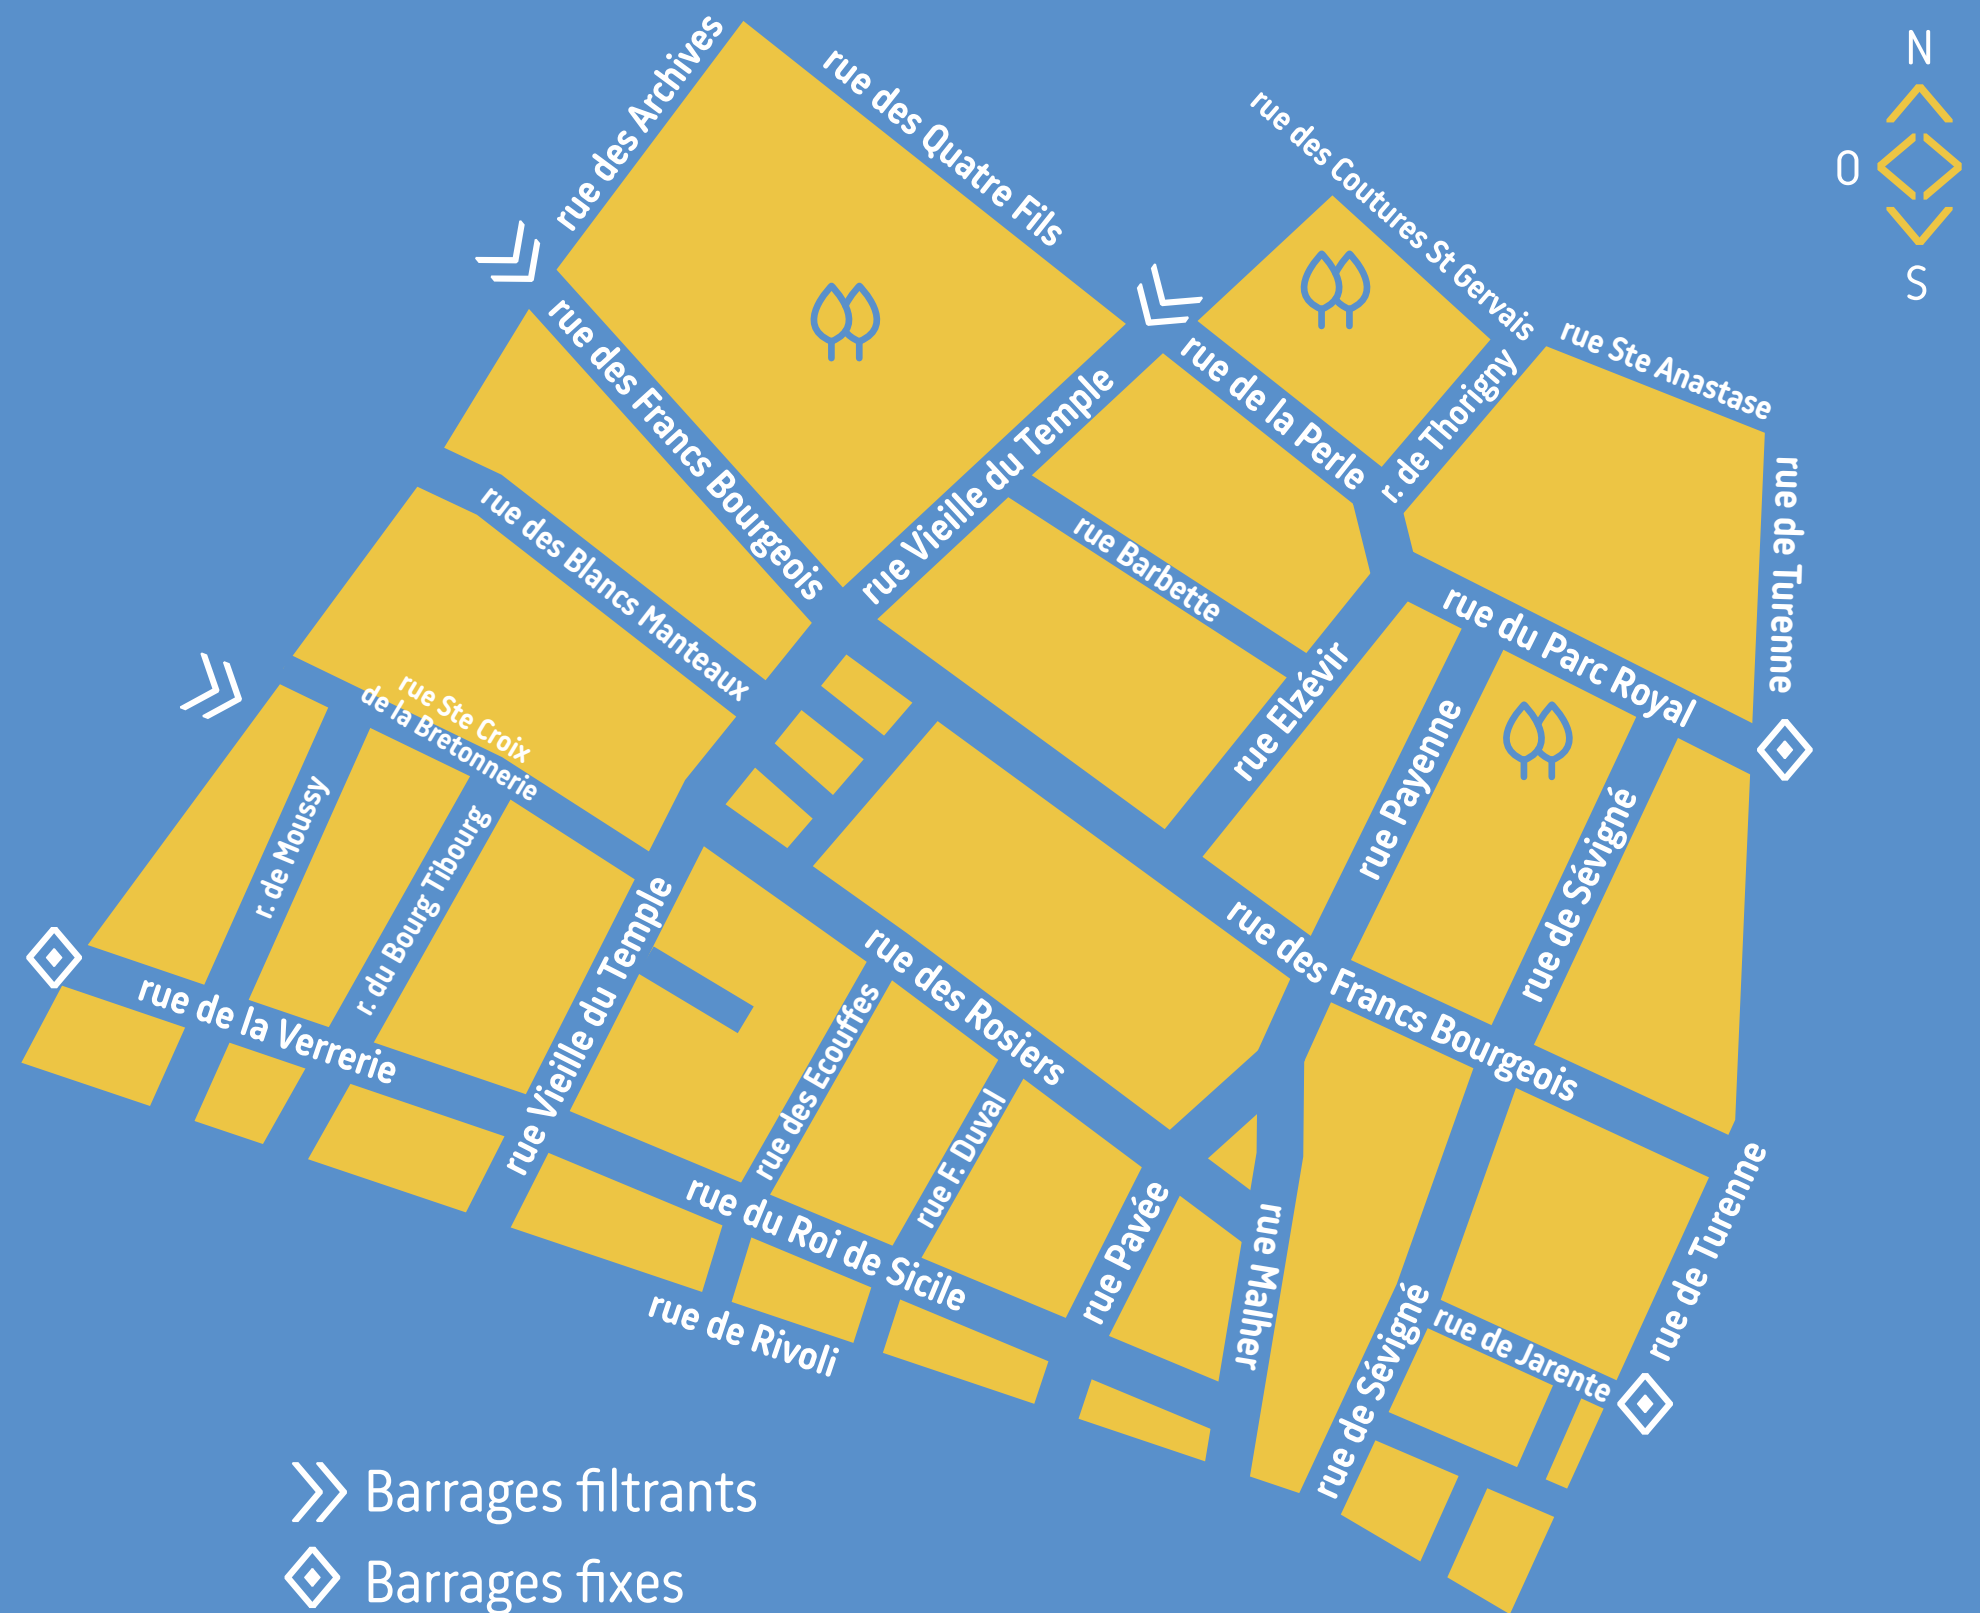 rue des Archives
rue des Quatre Fils
rue des Coutures St Gervais
N
O
S
rue Ste Anastase
rue des Francs Bourgeois
rue Vieille du Temple
rue de la Perle
r. de Thorigny
rue de Turenne
rue des Blancs Manteaux
rue Barbette
rue du Parc Royal
rue Elzévir
rue Ste Croix
de la Bretonnerie
rue Payenne
rue de Sévigné
r. de Moussy
r. du Bourg Tibourg
rue Vieille du Temple
rue des Francs Bourgeois
rue de la Verrerie
rue des Rosiers
rue des Ecouffes
rue F. Duval
rue Pavée
rue Malher
rue de Turenne
rue du Roi de Sicile
rue de Rivoli
rue de Sévigné
rue de Jarente
Barrages filtrants
Barrages fixes